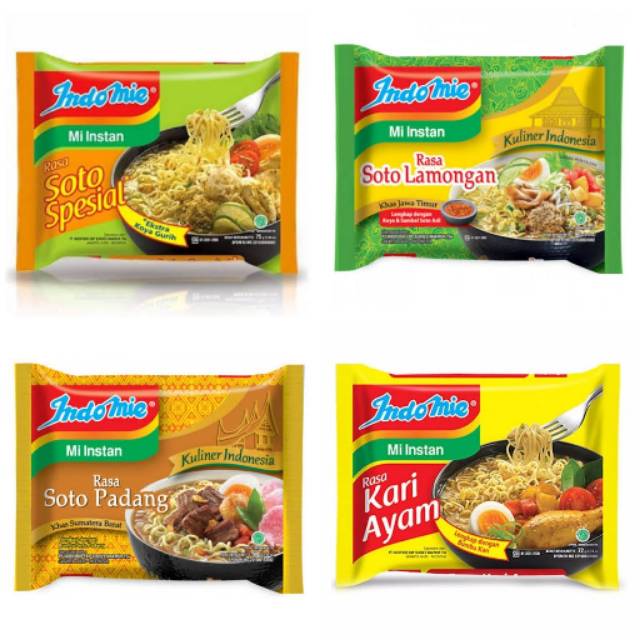 Indomie
Mi Instan
Rasa
Soto
Spesial
Ekstra
Koya Gurih
Indomie
Mi Instan
Kuliner Indonesia
Rasa
Soto Lamongan
Khas Jawa Timur
Lengkap dengan
Koya & Sambal Soto Asli
Indomie
Mi Instan
Kuliner Indonesia
Rasa
Soto Padang
Khas Sumatera Barat
Indomie
Mi Instan
Rasa
Kari
Ayam
Lengkap dengan
Bumbu Kari